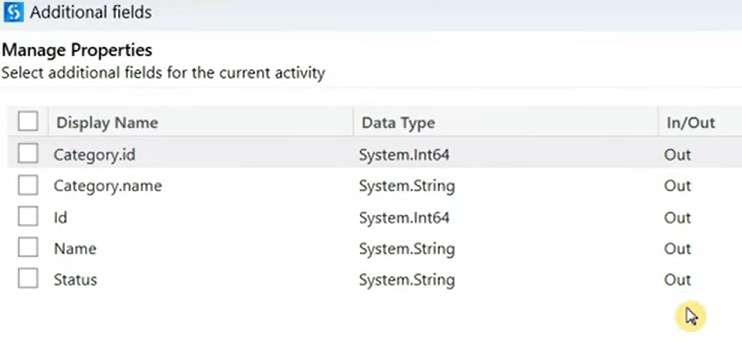 Additional fields
Manage Properties
Select additional fields for the current activity
Display Name Data Type In/Out
Category.id System.Int64 Out
Category.name System.String Out
Id System.Int64 Out
Name System.String Out
Status System.String Out